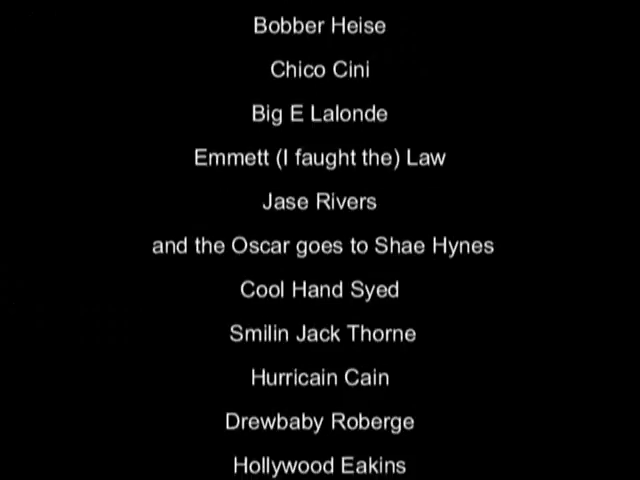 Bobber Heise
Chico Cini
Big E Lalonde
Emmett (I faught the) Law
Jase Rivers
and the Oscar goes to Shae Hynes
Cool Hand Syed
Smilin Jack Thorne
Hurricain Cain
Drewbaby Roberge
Hollywood Eakins